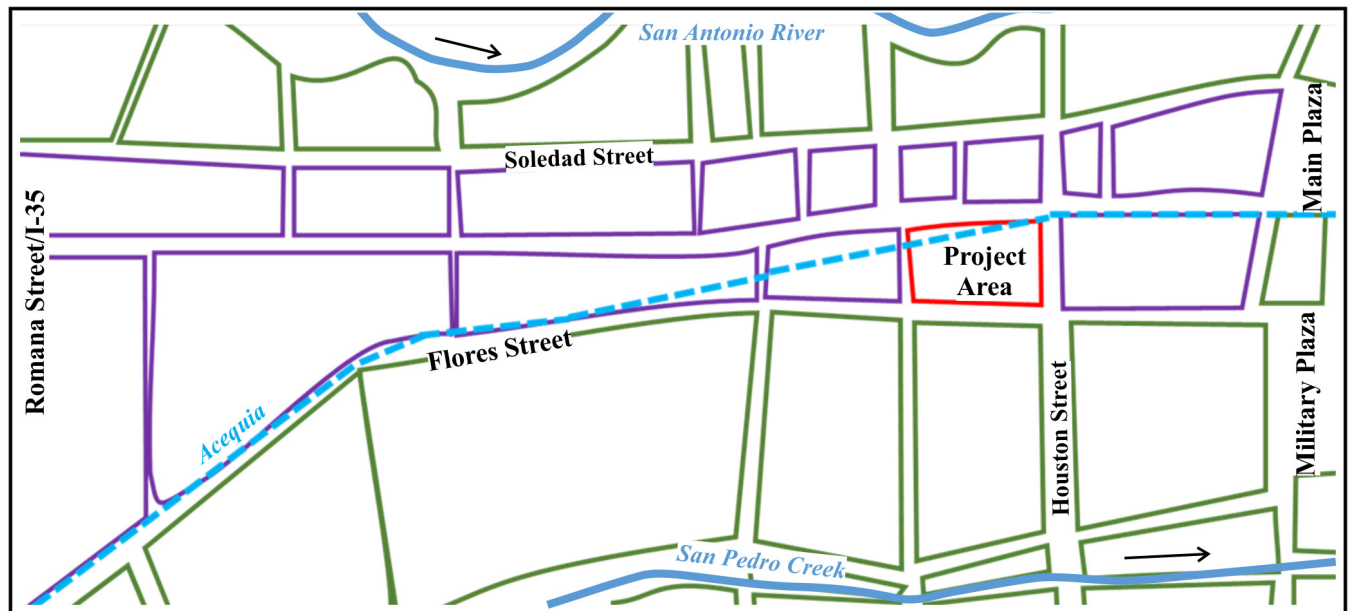 San Antonio River
Soledad Street
Main Plaza
Romana Street/I-35
Project
Area
Flores Street
Acequia
Houston Street
Military Plaza
San Pedro Creek